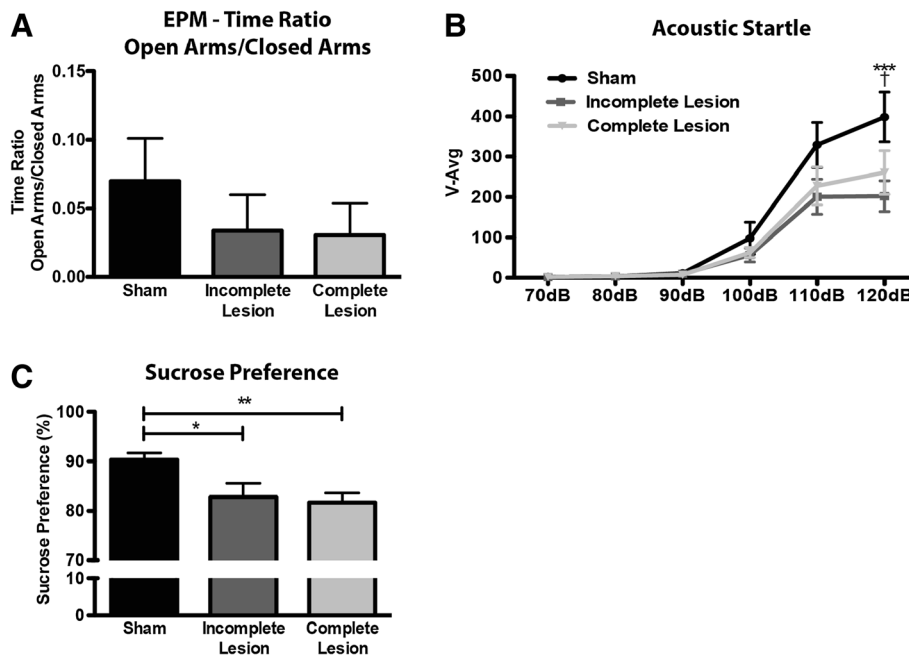 A
EPM - Time Ratio
Open Arms/Closed Arms
Time Ratio
Open Arms/Closed Arms
0.15
0.10
0.05
0.00
Sham
Incomplete
Lesion
Complete
Lesion
B
Acoustic Startle
V-Avg
500
400
300
200
100
0
Sham
Incomplete Lesion
Complete Lesion
***
†
70dB 80dB 90dB 100dB 110dB 120dB
C
Sucrose Preference
Sucrose Preference (%)
100
90
80
70
10
0
**
*
Sham
Incomplete
Lesion
Complete
Lesion